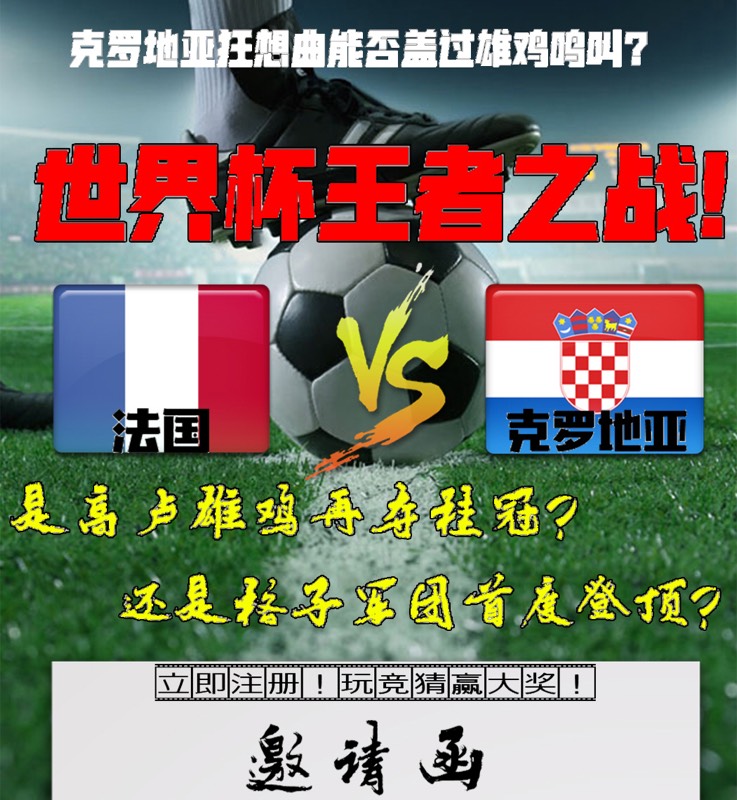 克罗地亚狂想曲能否盖过雄鸡鸣叫？
世界杯王者之战!
VS
法国
克罗地亚
是高卢雄鸡再夺桂冠？
还是格子军团首度登顶？
立即注册！玩竞猜赢大奖！
邀请函